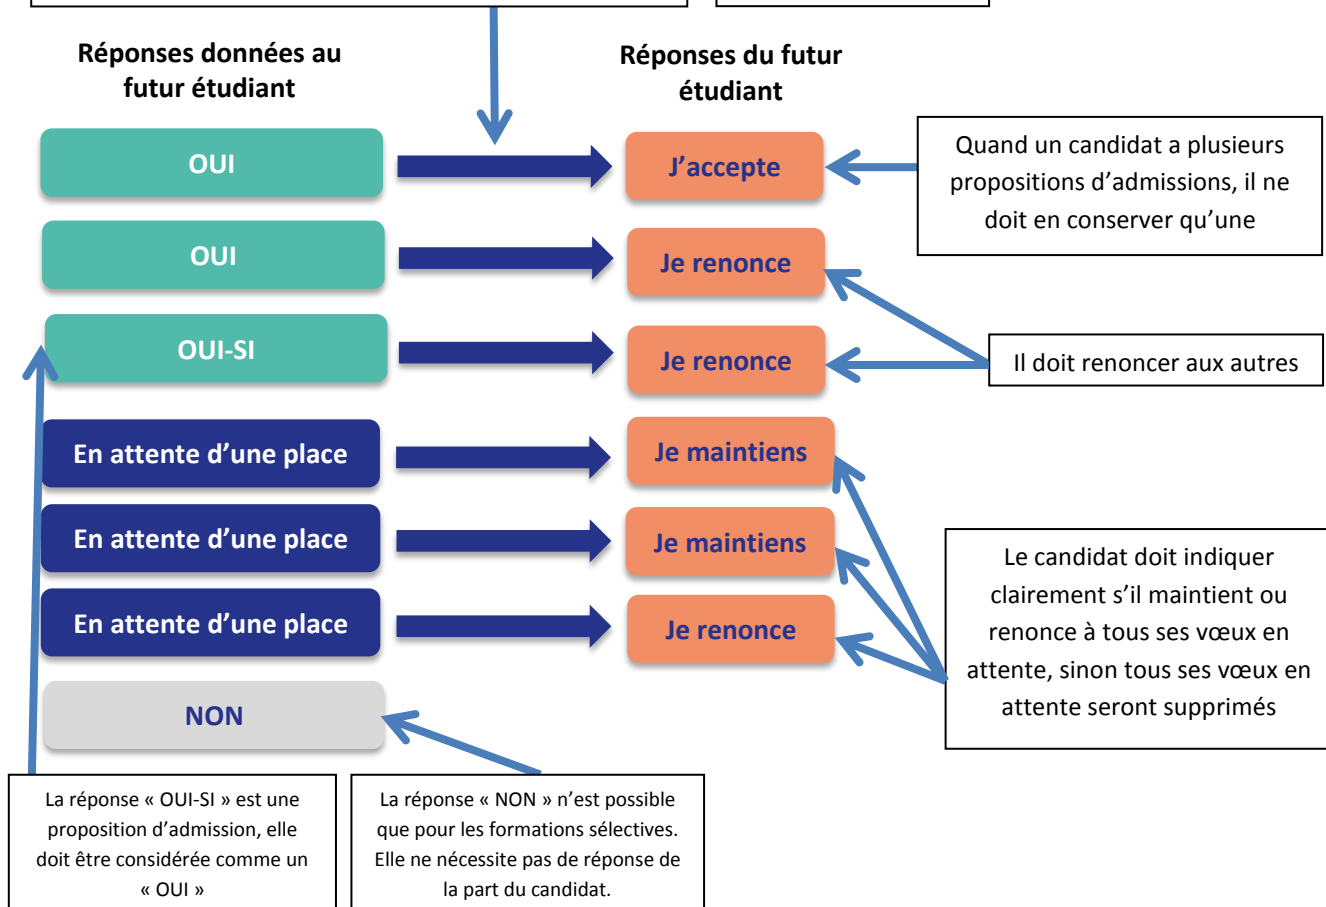 Réponses données au
futur étudiant
Réponses du futur
étudiant
OUI
J’accepte
Quand un candidat a plusieurs
propositions d’admissions, il ne
doit en conserver qu’une
OUI
Je renonce
OUI-SI
Je renonce
Il doit renoncer aux autres
En attente d’une place
Je maintiens
En attente d’une place
Je maintiens
En attente d’une place
Je renonce
Le candidat doit indiquer
clairement s’il maintient ou
renonce à tous ses vœux en
attente, sinon tous ses vœux en
attente seront supprimés
NON
La réponse « OUI-SI » est une
proposition d’admission, elle
doit être considérée comme un
« OUI »
La réponse « NON » n’est possible
que pour les formations sélectives.
Elle ne nécessite pas de réponse de
la part du candidat.